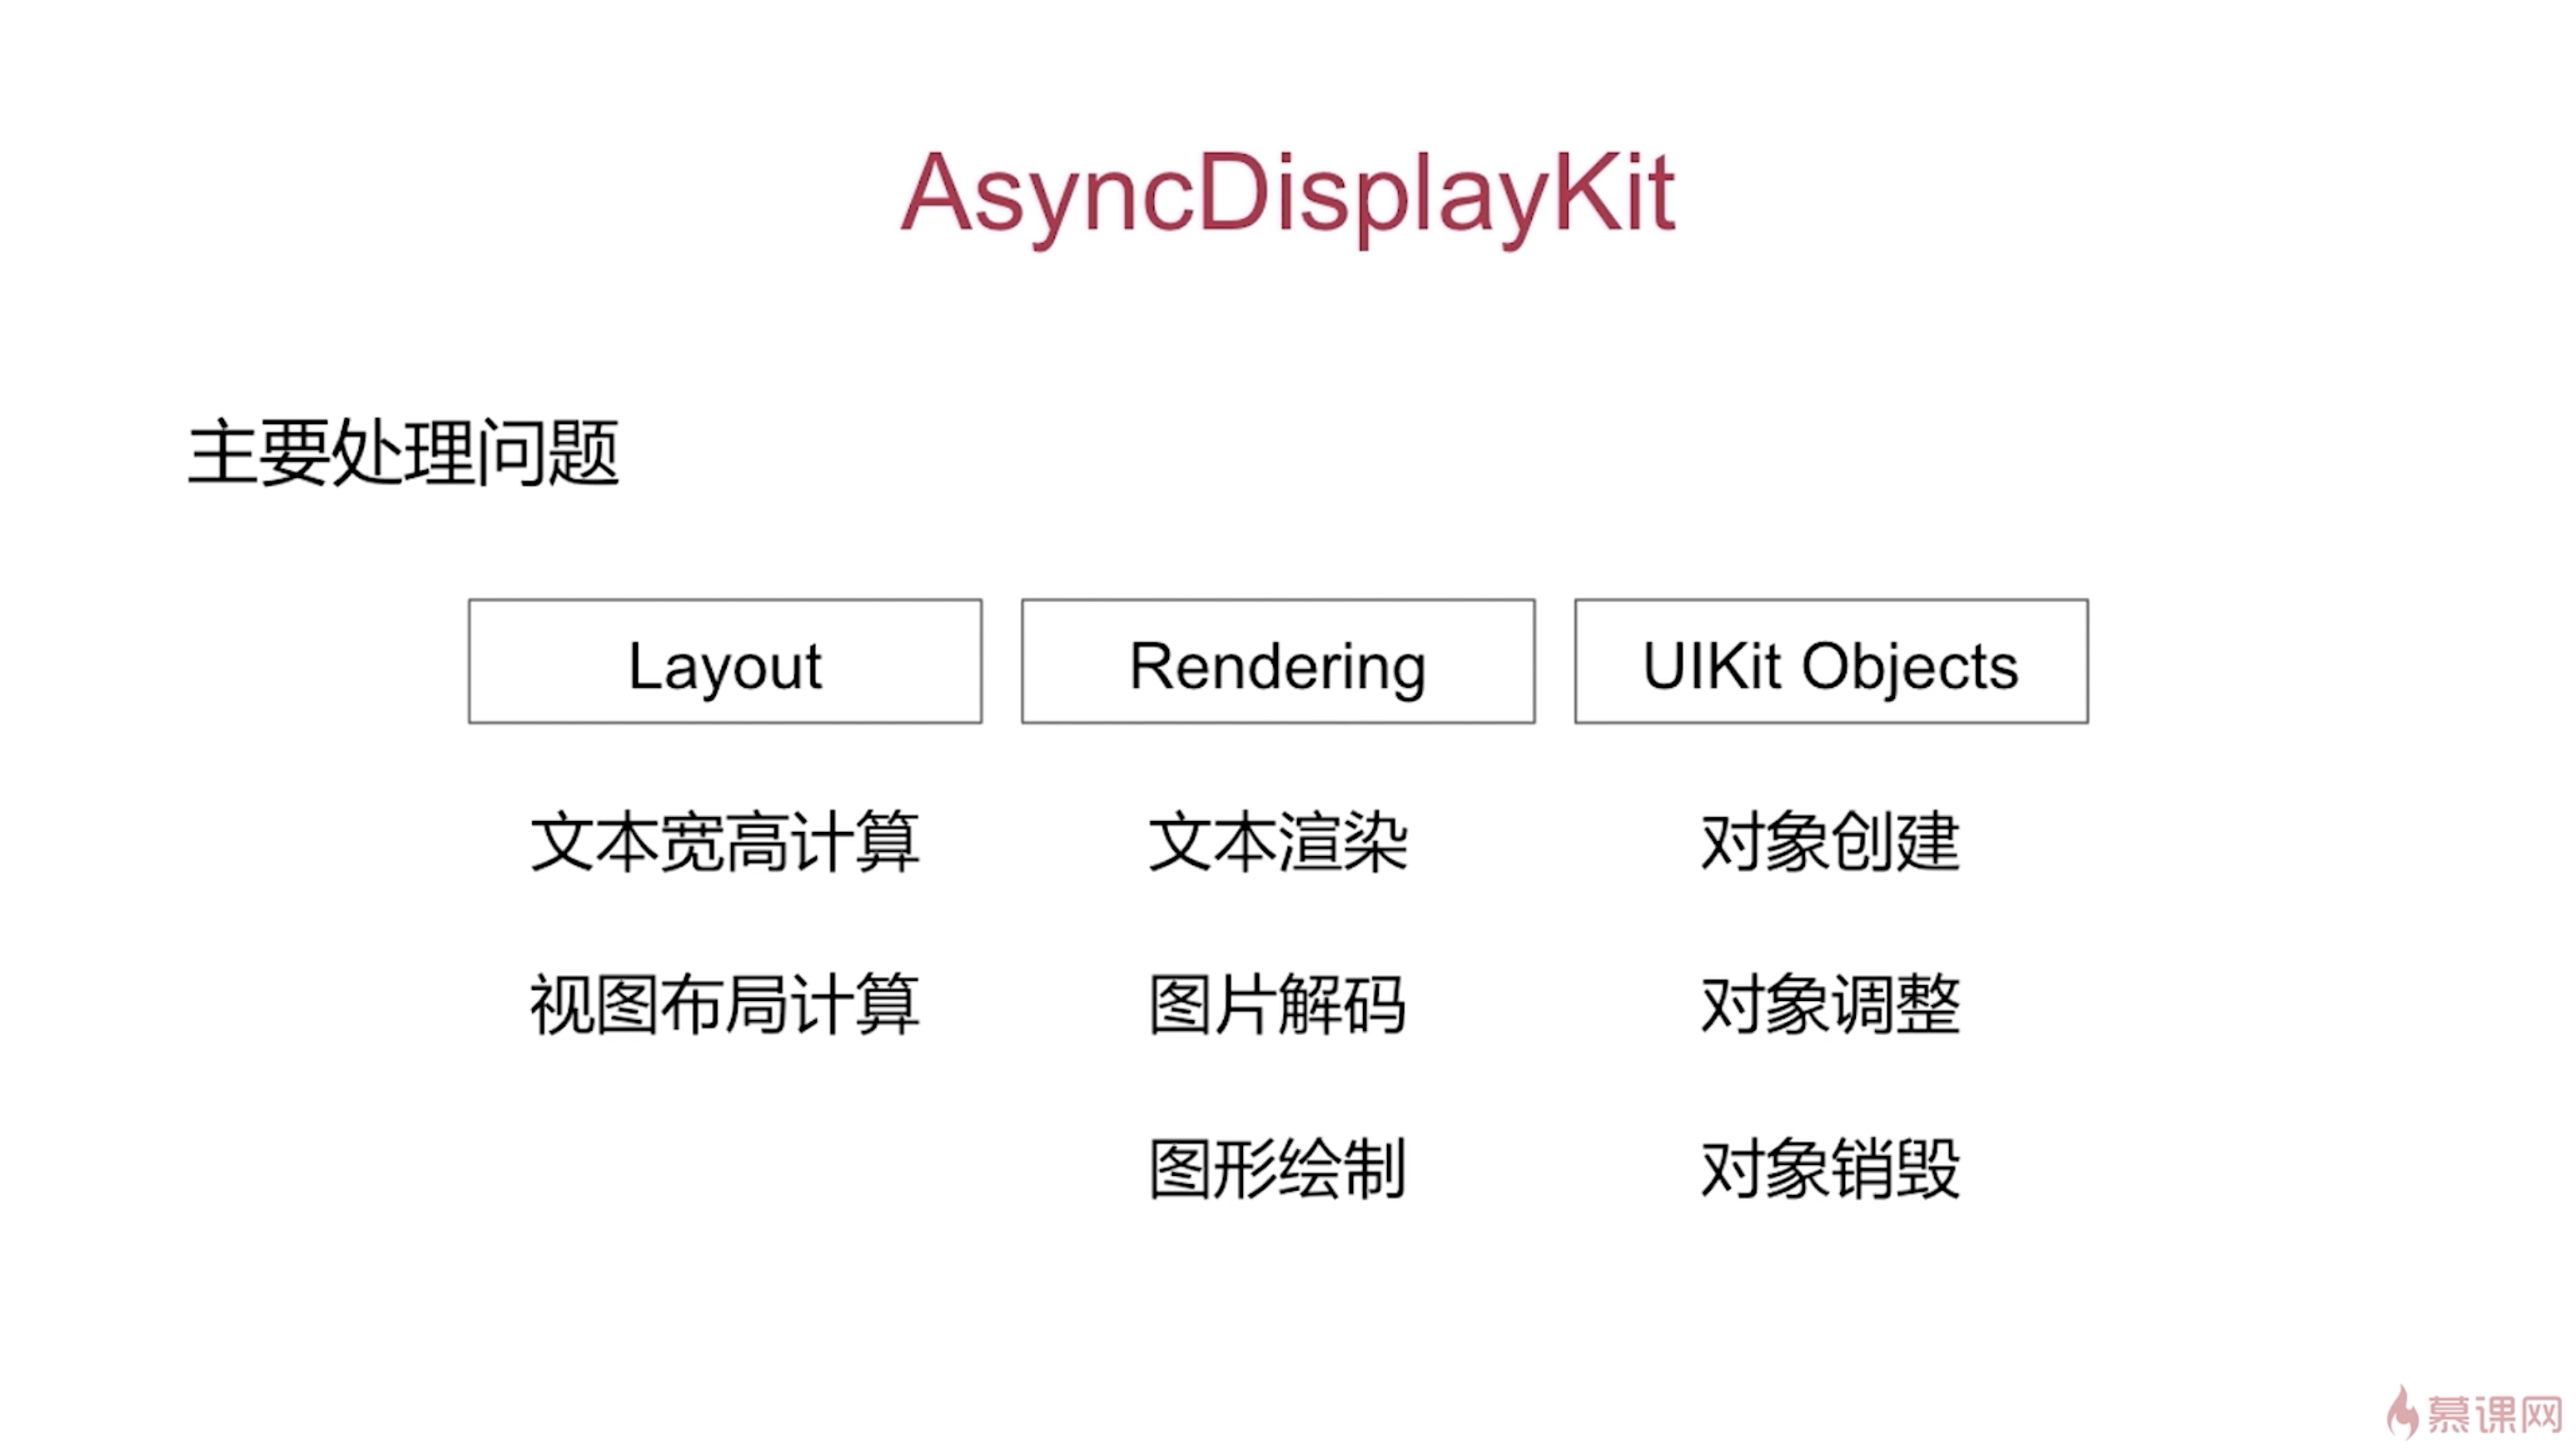 AsyncDisplayKit
主要处理问题
Layout
Rendering
UIKit Objects
文本宽高计算
文本渲染
对象创建
视图布局计算
图片解码
对象调整
图形绘制
对象销毁
慕课网